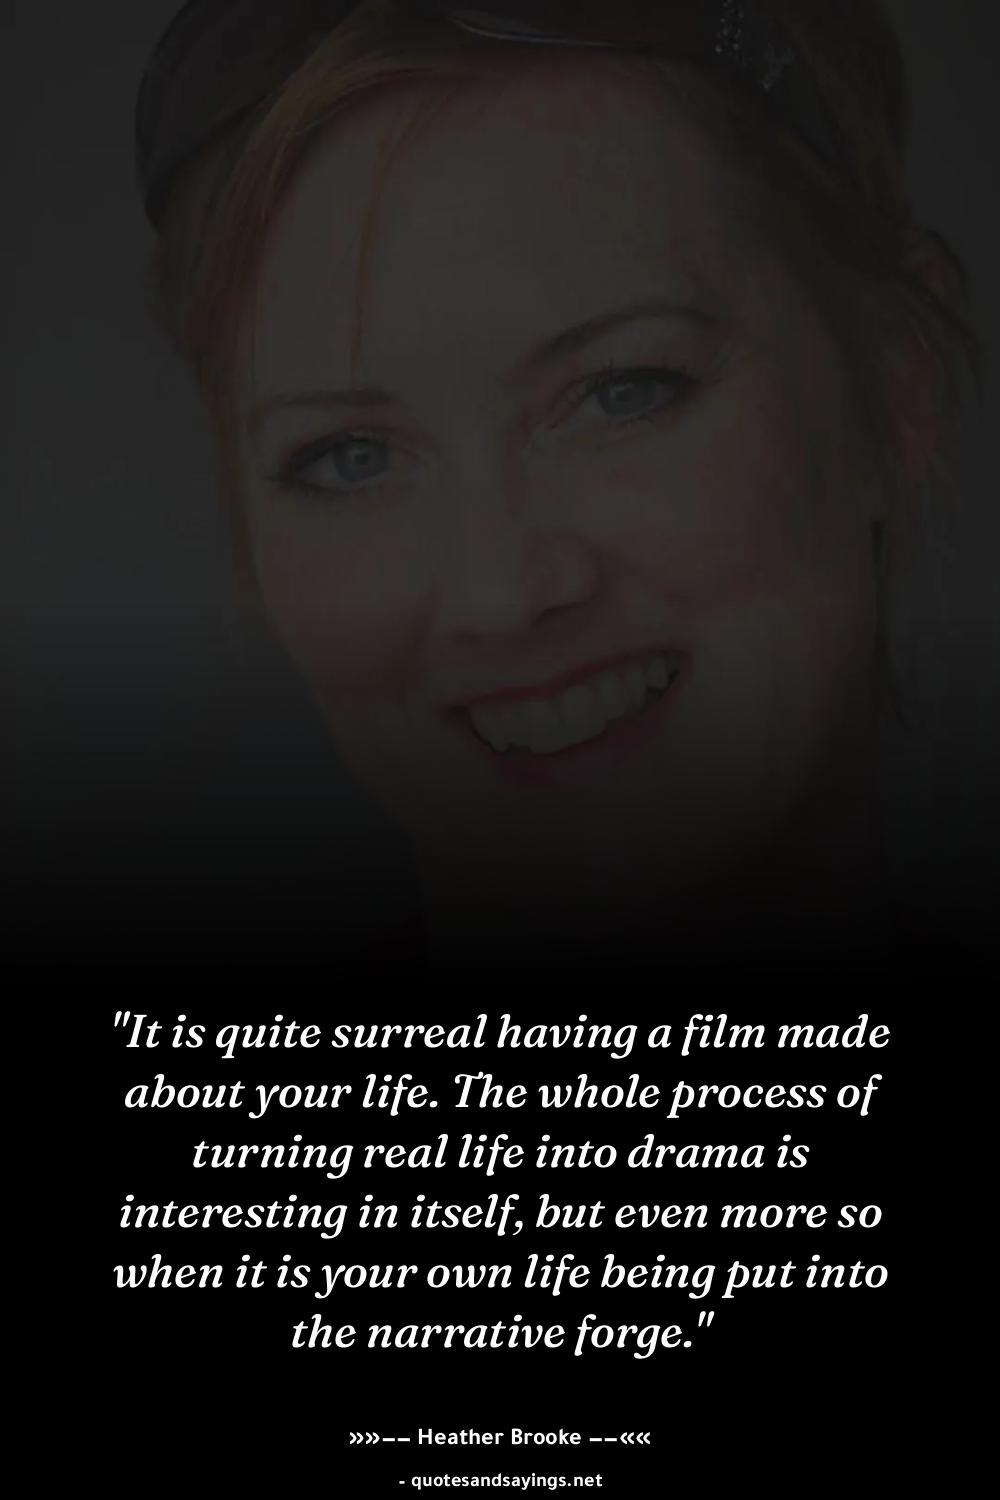 "It is quite surreal having a film made
about your life. The whole process of
turning real life into drama is
interesting in itself, but even more so
when it is your own life being put into
the narrative forge."
»»–– Heather Brooke ––««
- quotesandsayings.net